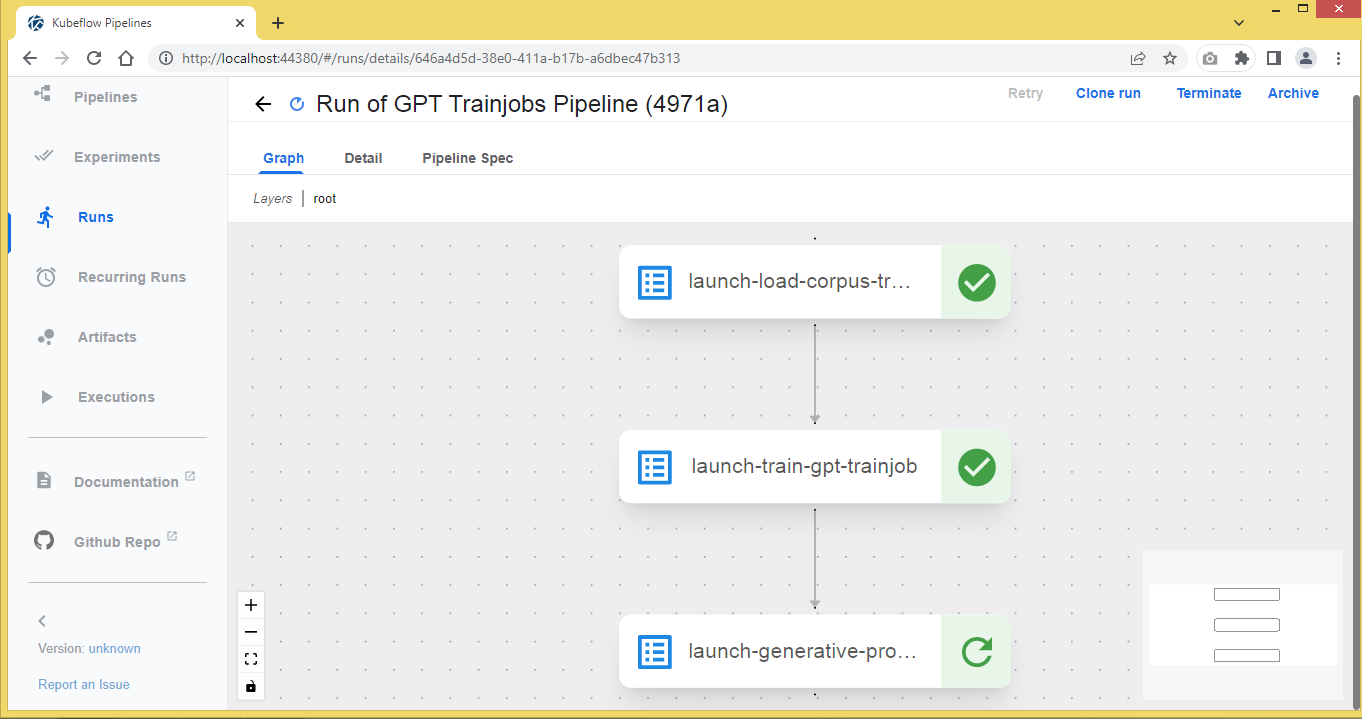 Kubeflow Pipelines
http://localhost:44380/#/runs/details/646a4d5d-38e0-411a-b17b-a6dbec47b313
Pipelines
Experiments
Runs
Recurring Runs
Artifacts
Executions
Documentation
Github Repo
Version: unknown
Report an Issue
Run of GPT Trainjobs Pipeline (4971a)
Retry Clone run Terminate Archive
Graph Detail Pipeline Spec
Layers root
launch-load-corpus-tr…
launch-train-gpt-trainjob
launch-generative-pro…